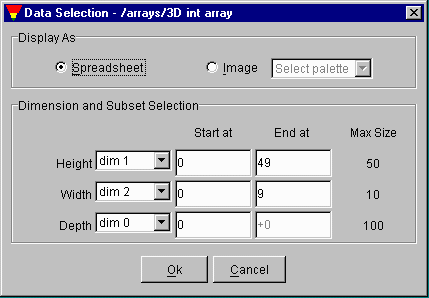 Data Selection - /arrays/3D int array
Display As
Spreadsheet Image Select palette
Dimension and Subset Selection
Start at End at Max Size
Height dim 1 0 49 50
Width dim 2 0 9 10
Depth dim 0 0 +0 100
Ok Cancel